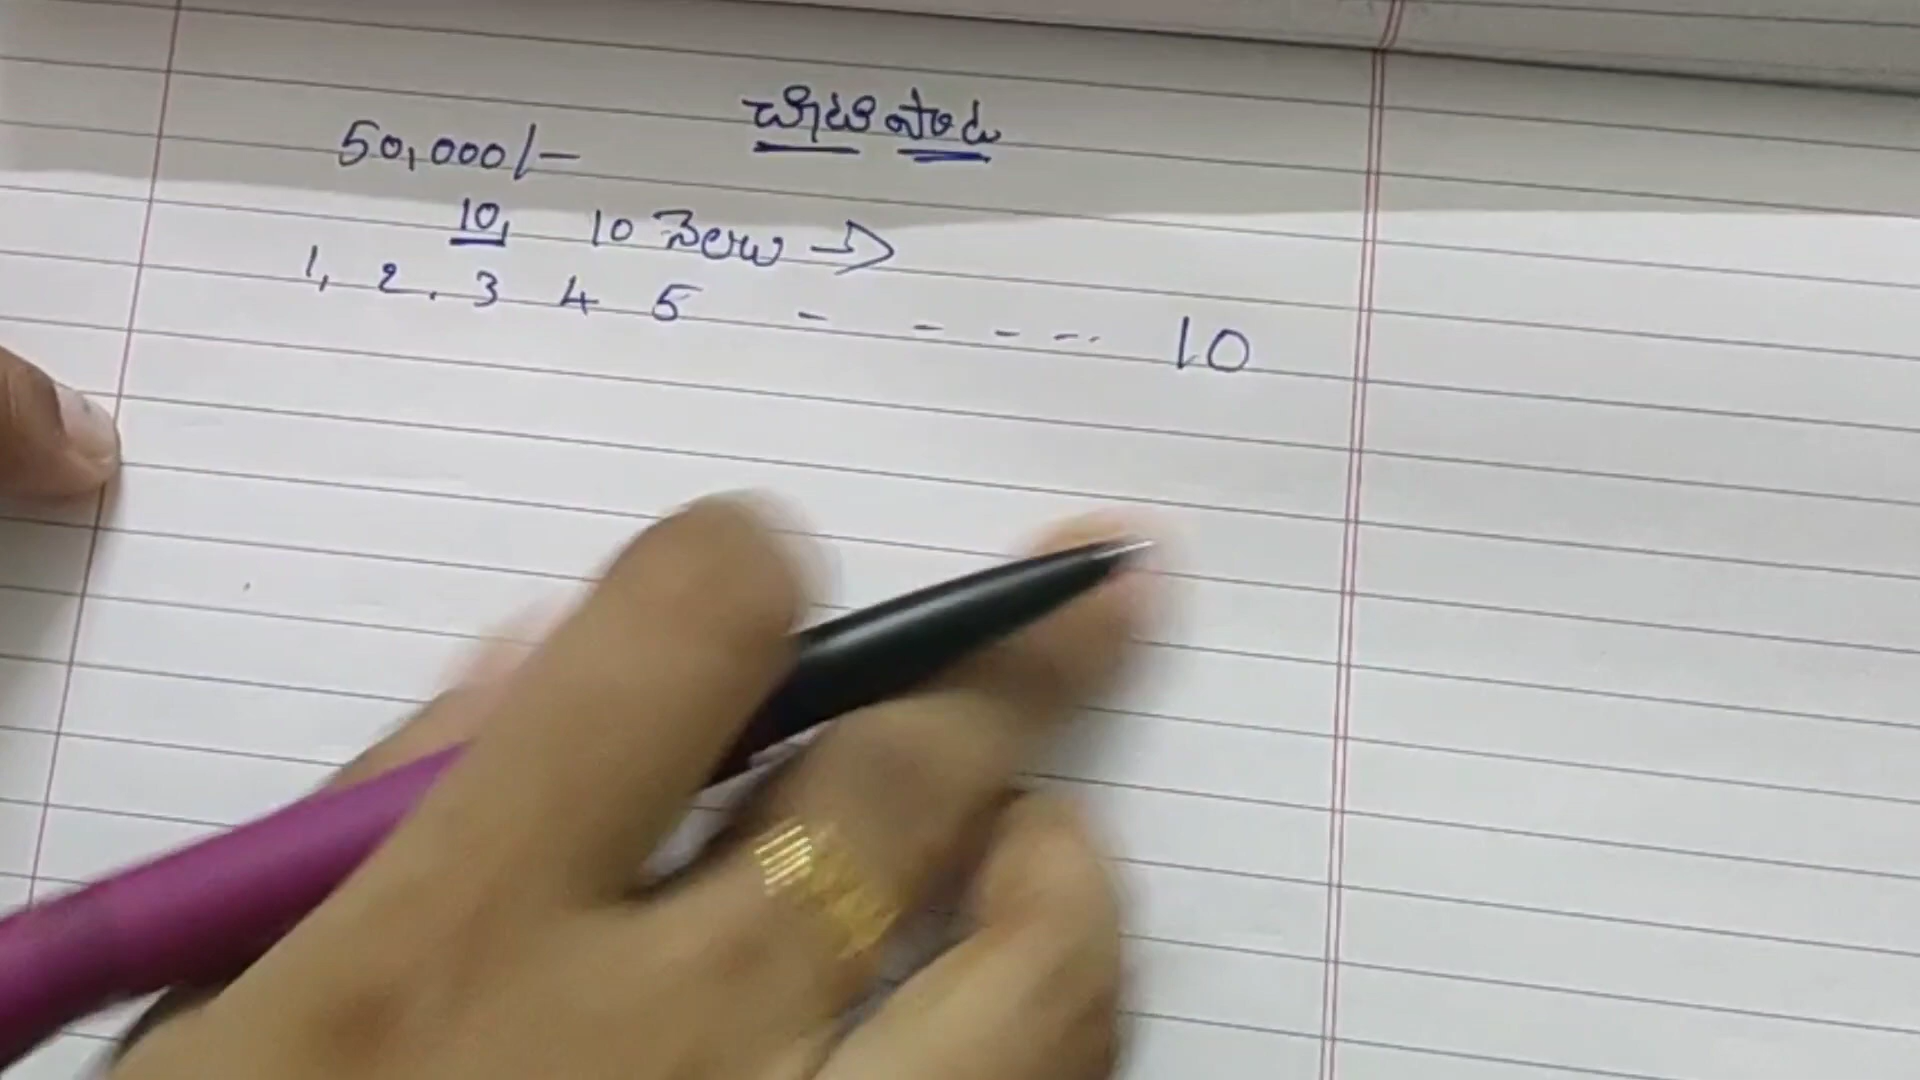 చీటీ పాట
50,000/-
10, 10 నెలలు →
1, 2. 3 4 5 - - - -.. 10